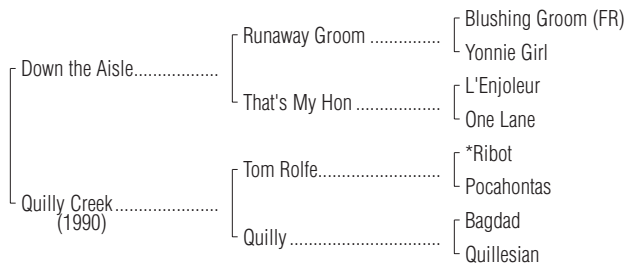 Blushing Groom (FR)
Runaway Groom ...............
Yonnie Girl
Down the Aisle..................
L'Enjoleur
That's My Hon ..................
One Lane
*Ribot
Tom Rolfe..........................
Pocahontas
Quilly Creek ......................
(1990)
Bagdad
Quilly ................................
Quillesian